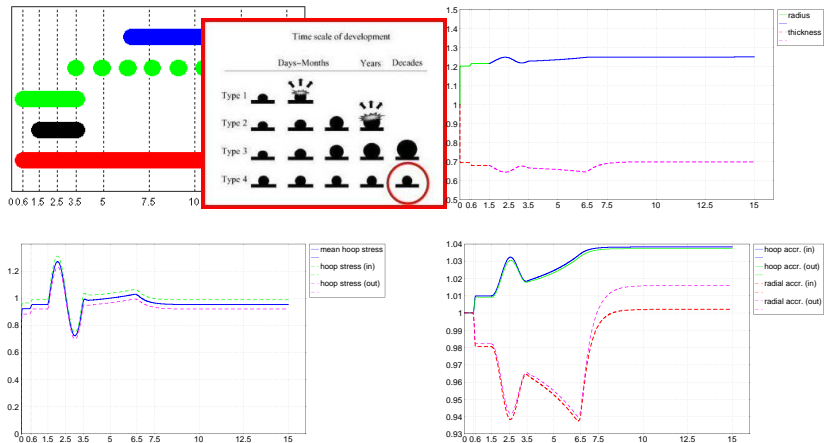 Time scale of development
Days-Months Years Decades
Type 1
Type 2
Type 3
Type 4
0 0.6 1.5 2.5 3.5 5 7.5 10
1.5
1.4
1.3
1.2
1.1
1
0.9
0.8
0.7
0.6
0.5
0 0.6 1.5 2.5 3.5 5 7.5 10 12.5 15
radius
thickness
1.2
1
0.8
0.6
0.4
0.2
0
0 0.6 1.5 2.5 3.5 5 6.5 7.5 10 12.5 15
mean hoop stress
hoop stress (in)
hoop stress (out)
1.04
1.03
1.02
1.01
1
0.99
0.98
0.97
0.96
0.95
0.94
0.93
0 0.6 1.5 2.5 3.5 5 6.5 7.5 10 12.5 15
hoop accr. (in)
hoop accr. (out)
radial accr. (in)
radial accr. (out)